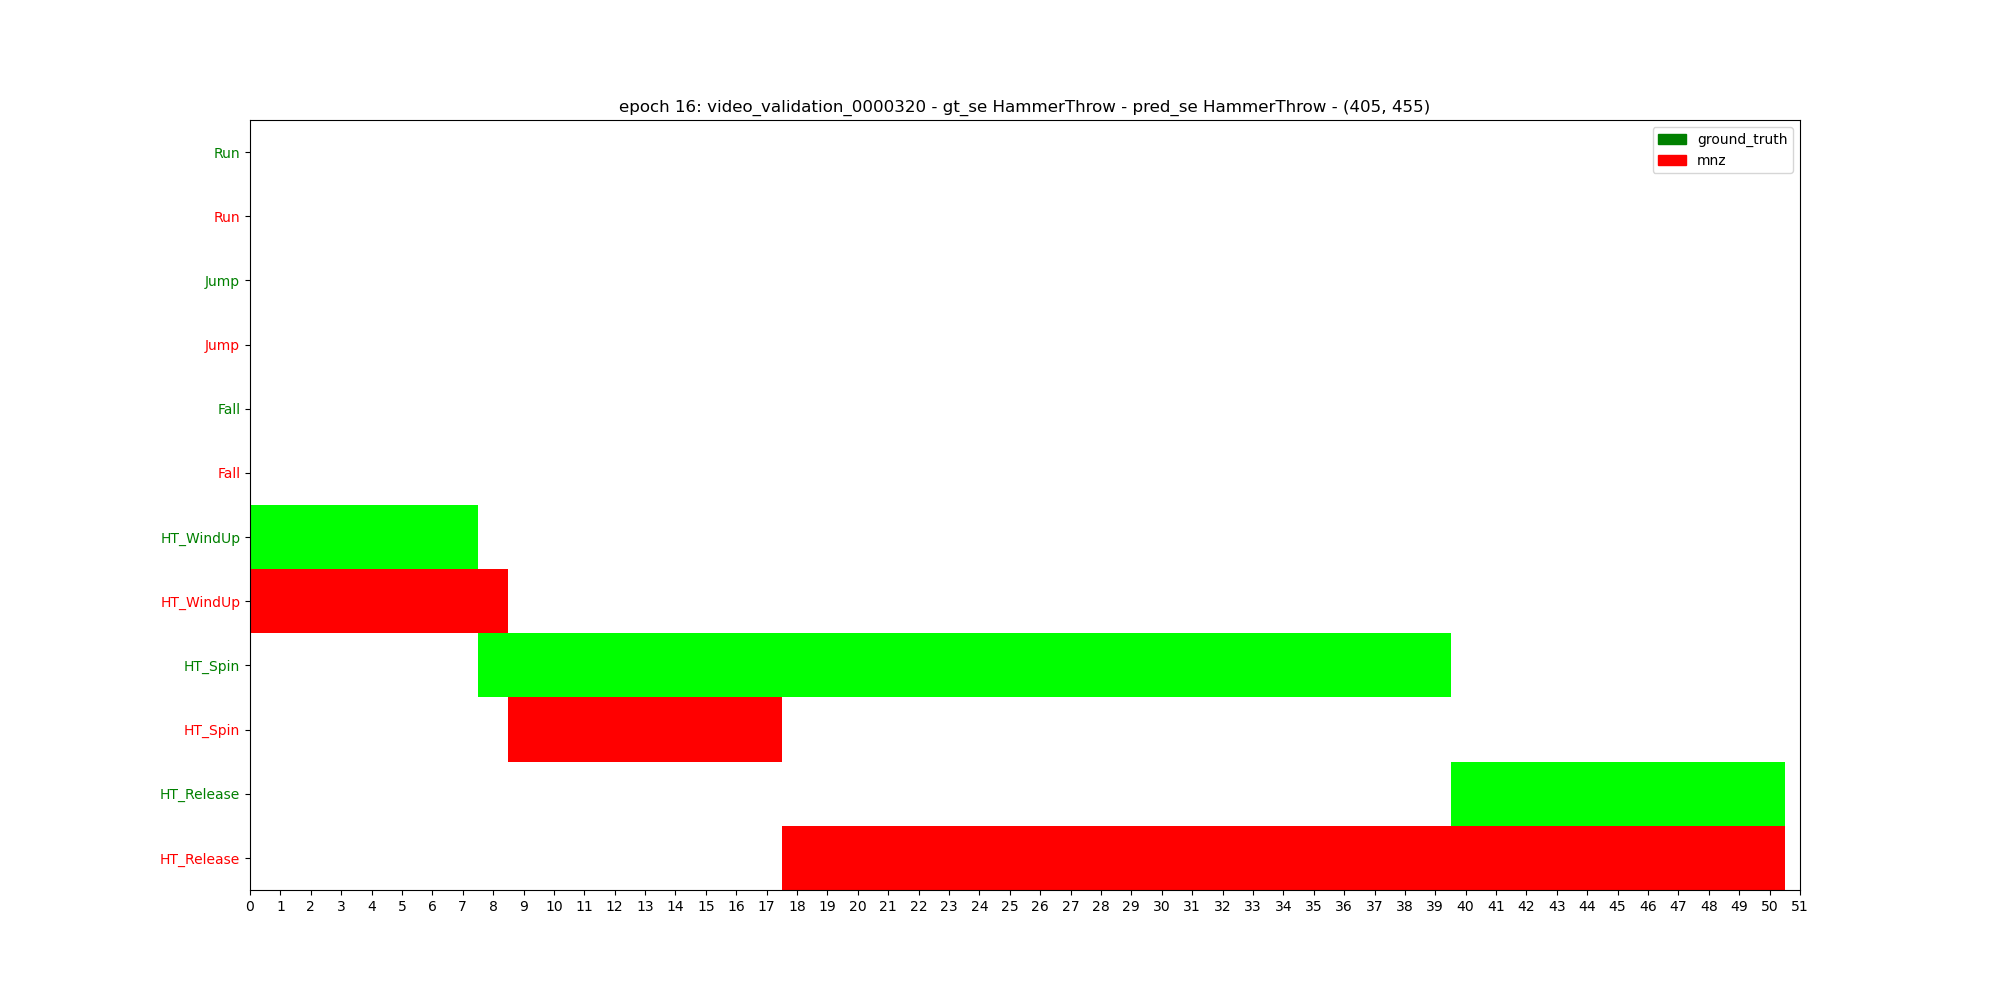 epoch 16: video_validation_0000320 - gt_se HammerThrow - pred_se HammerThrow - (405, 455)
ground_truth
mnz
Run
Run
Jump
Jump
Fall
Fall
HT_WindUp
HT_WindUp
HT_Spin
HT_Spin
HT_Release
HT_Release
0 1 2 3 4 5 6 7 8 9 10 11 12 13 14 15 16 17 18 19 20 21 22 23 24 25 26 27 28 29 30 31 32 33 34 35 36 37 38 39 40 41 42 43 44 45 46 47 48 49 50 51